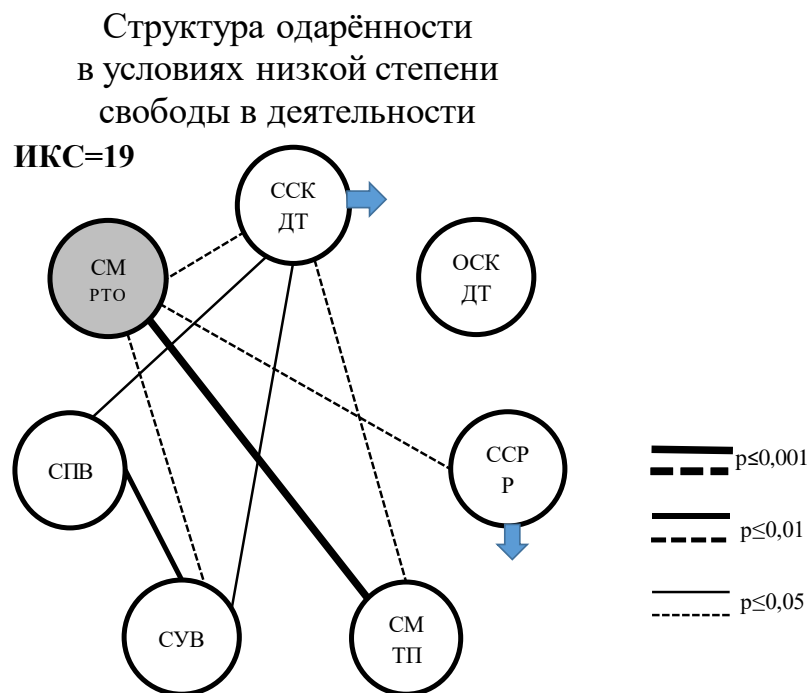 Структура одарённости
в условиях низкой степени
свободы в деятельности
ИКС=19
ССК
ДТ
СМ
РТО
ОСК
ДТ
СПВ
ССР
Р
СУВ
СМ
ТП
p≤0,001
p≤0,01
p≤0,05